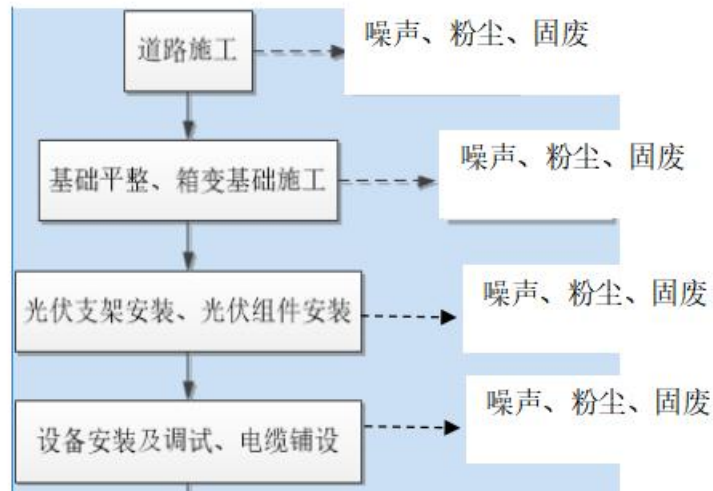 道路施工
噪声、粉尘、固废
基础平整、箱变基础施工
噪声、粉尘、固废
光伏支架安装、光伏组件安装
噪声、粉尘、固废
设备安装及调试、电缆铺设
噪声、粉尘、固废